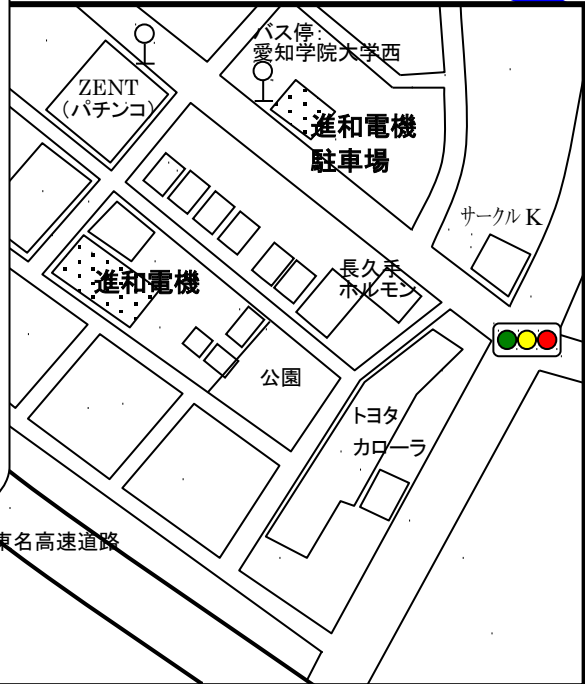 バス停:
愛知学院大学西
ZENT
(パチンコ)
進和電機
駐車場
サークルK
長久手
ホルモン
進和電機
公園
トヨタ
カローラ
東名高速道路